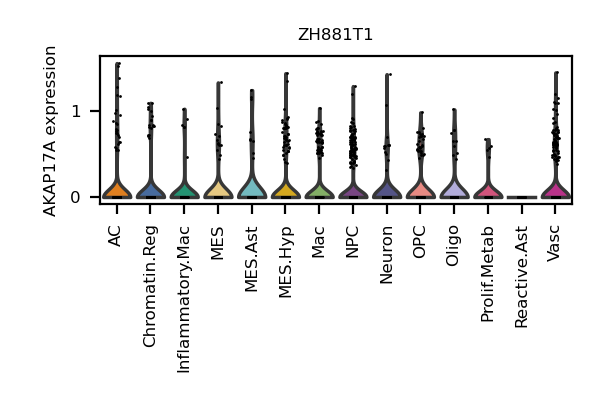 ZH881T1
AKAP17A expression
1
0
AC
Chromatin.Reg
Inflammatory.Mac
MES
MES.Ast
MES.Hyp
Mac
NPC
Neuron
OPC
Oligo
Prolif.Metab
Reactive.Ast
Vasc